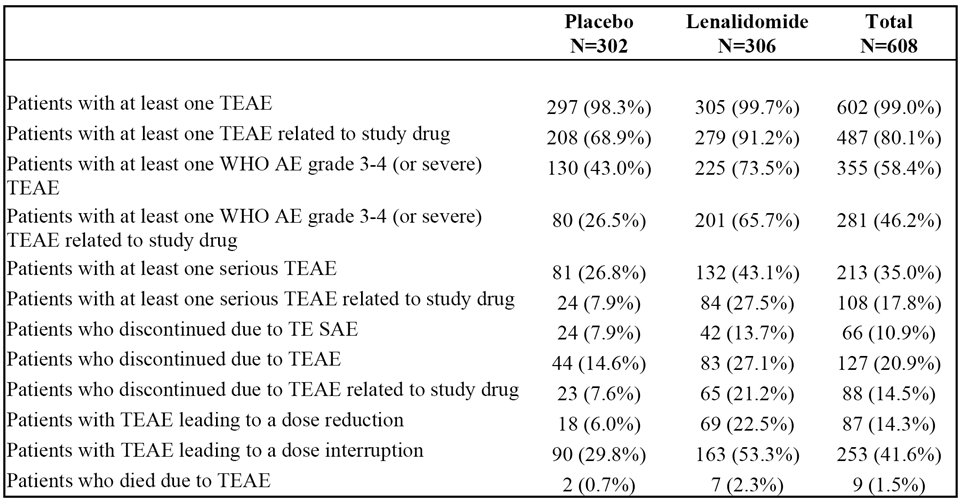 Placebo Lenalidomide Total
N=302 N=306 N=608
Patients with at least one TEAE 297 (98.3%) 305 (99.7%) 602 (99.0%)
Patients with at least one TEAE related to study drug 208 (68.9%) 279 (91.2%) 487 (80.1%)
Patients with at least one WHO AE grade 3-4 (or severe) 130 (43.0%) 225 (73.5%) 355 (58.4%)
TEAE
Patients with at least one WHO AE grade 3-4 (or severe) 80 (26.5%) 201 (65.7%) 281 (46.2%)
TEAE related to study drug
Patients with at least one serious TEAE 81 (26.8%) 132 (43.1%) 213 (35.0%)
Patients with at least one serious TEAE related to study drug 24 (7.9%) 84 (27.5%) 108 (17.8%)
Patients who discontinued due to TE SAE 24 (7.9%) 42 (13.7%) 66 (10.9%)
Patients who discontinued due to TEAE 44 (14.6%) 83 (27.1%) 127 (20.9%)
Patients who discontinued due to TEAE related to study drug 23 (7.6%) 65 (21.2%) 88 (14.5%)
Patients with TEAE leading to a dose reduction 18 (6.0%) 69 (22.5%) 87 (14.3%)
Patients with TEAE leading to a dose interruption 90 (29.8%) 163 (53.3%) 253 (41.6%)
Patients who died due to TEAE 2 (0.7%) 7 (2.3%) 9 (1.5%)